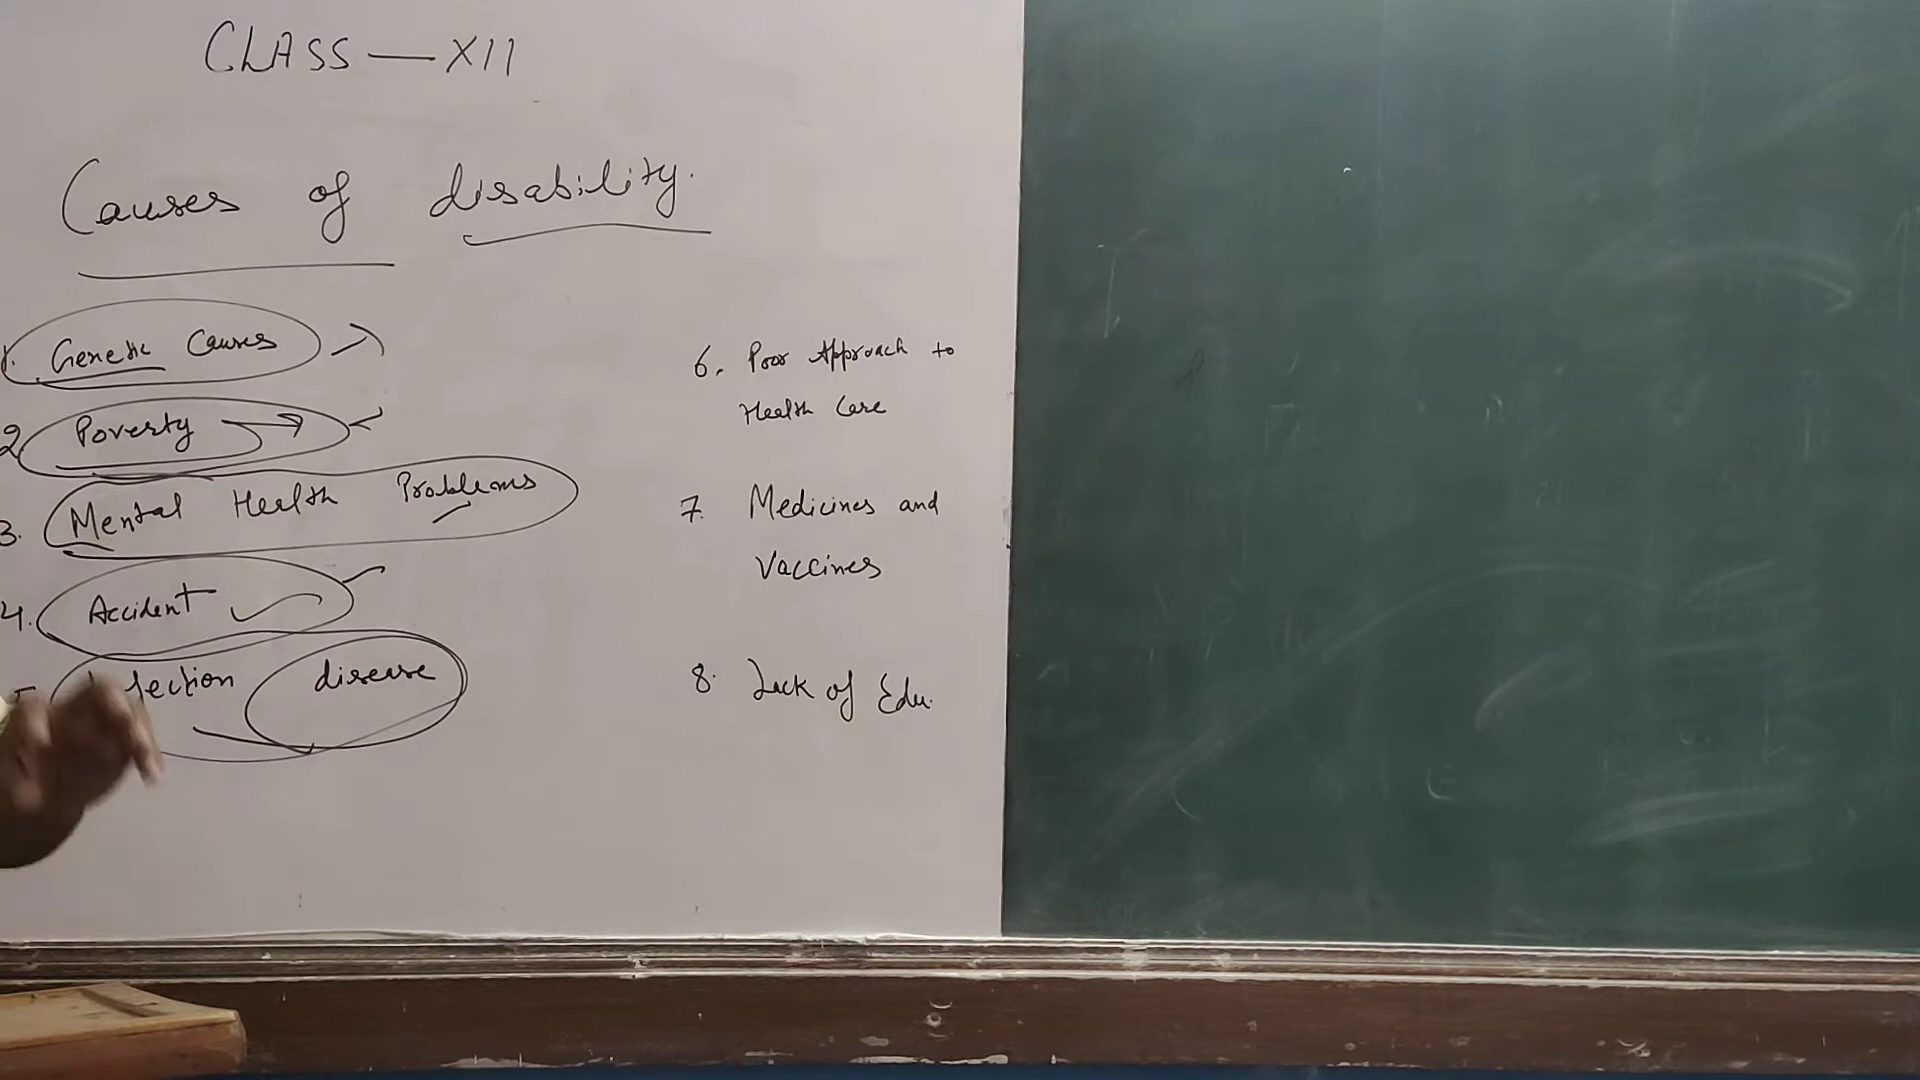 CLASS — XII
Causes of disability.
1. Genetic Causes
2 Poverty
3. Mental Health Problems
4. Accident
disease
6. Poor Approach to
Health Care
7. Medicines and
Vaccines
8. Lack of Edu.